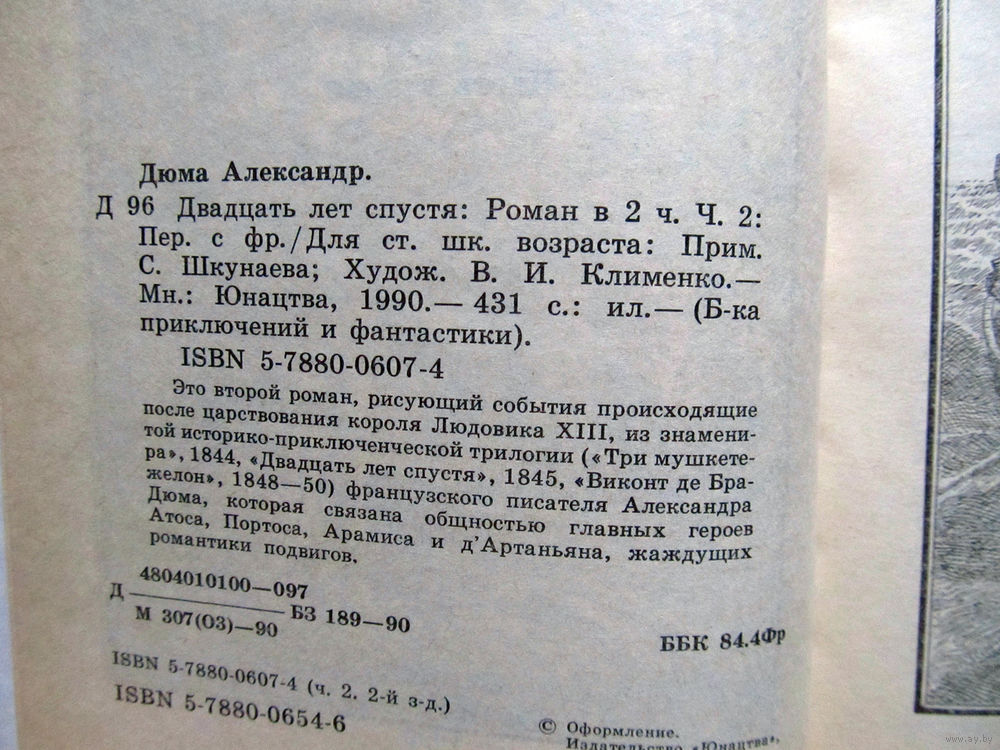 Дюма Александр.
Д 96 Двадцать лет спустя: Роман в 2 ч. Ч. 2:
Пер. с фр./Для ст. шк. возраста: Прим.
С. Шкунаева; Худож. В. И. Клименко.—
Мн.: Юнацтва, 1990.— 431 с.: ил.— (Б-ка
приключений и фантастики).
ISBN 5-7880-0607-4
Это второй роман, рисующий события происходящие
после царствования короля Людовика XIII, из знамени-
той историко-приключенческой трилогии («Три мушкете-
ра», 1844, «Двадцать лет спустя», 1845, «Виконт де Бра-
желон», 1848—50) французского писателя Александра
Дюма, которая связана общностью главных героев
Атоса, Портоса, Арамиса и д'Артаньяна, жаждущих
романтики подвигов.
4804010100—097
Д БЗ 189—90
М 307(03)—90
ББК 84.4Фр
ISBN 5-7880-0607-4 (ч. 2. 2-й з-д.)
ISBN 5-7880-0654-6
© Оформление.
Издательство «Юнацтва»,
www.ay.by